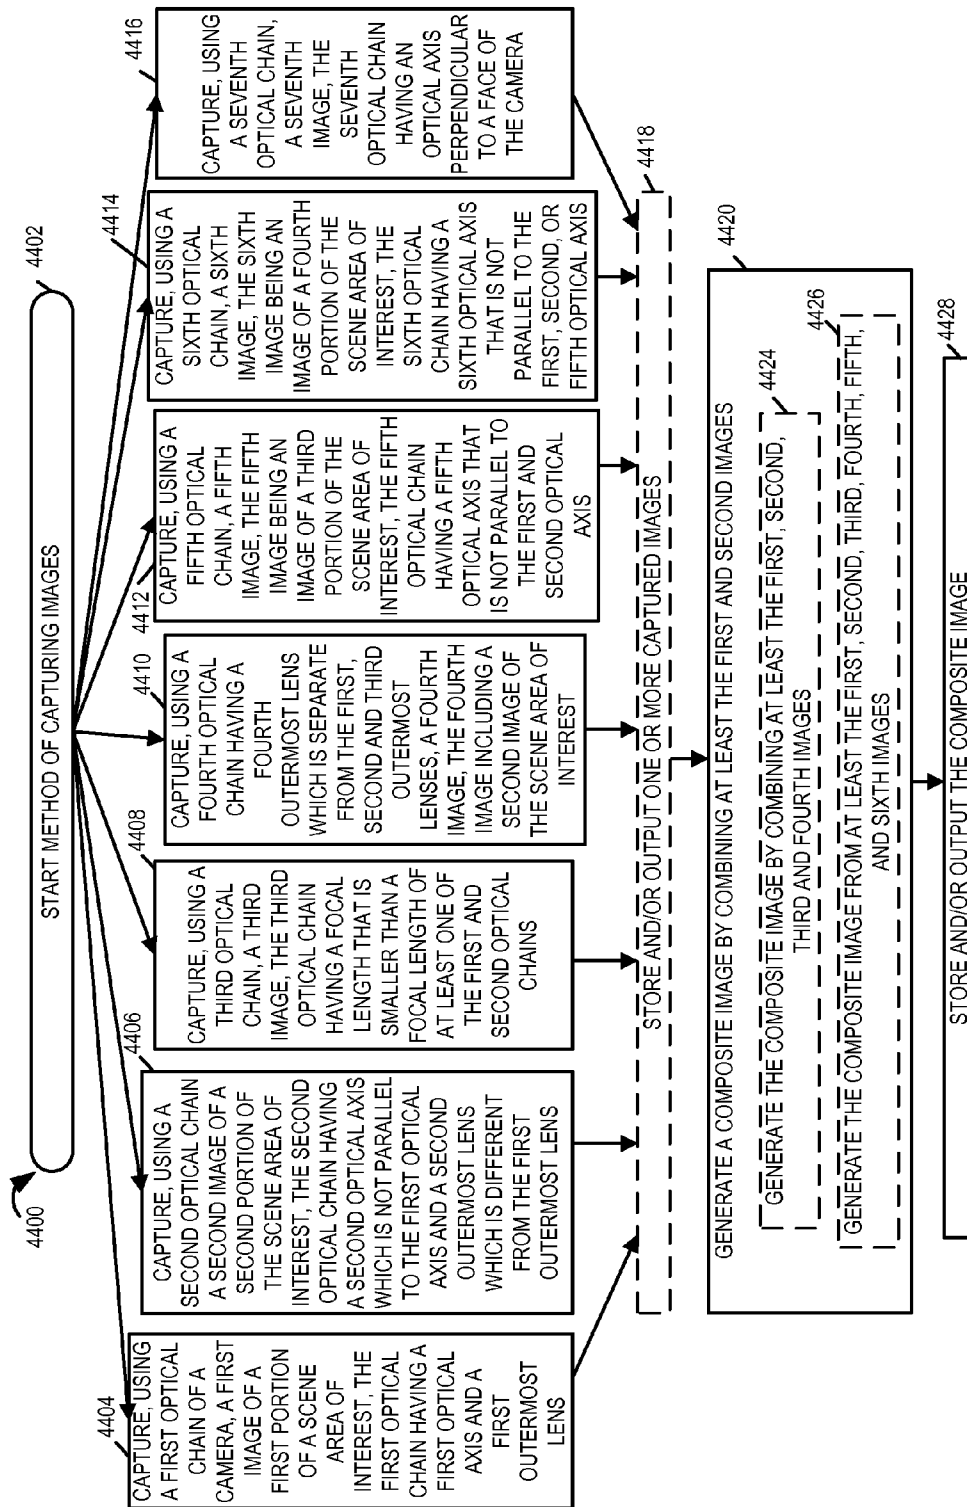 4400
START METHOD OF CAPTURING IMAGES
4402
4404
CAPTURE, USING
A FIRST OPTICAL
CHAIN OF A
CAMERA, A FIRST
IMAGE OF A
FIRST PORTION
OF A SCENE
AREA OF
INTEREST, THE
FIRST OPTICAL
CHAIN HAVING A
FIRST OPTICAL
AXIS AND A
FIRST
OUTERMOST
LENS
4406
CAPTURE, USING A
SECOND OPTICAL CHAIN
A SECOND IMAGE OF A
SECOND PORTION OF
THE SCENE AREA OF
INTEREST, THE SECOND
OPTICAL CHAIN HAVING
A SECOND OPTICAL AXIS
WHICH IS NOT PARALLEL
TO THE FIRST OPTICAL
AXIS AND A SECOND
OUTERMOST LENS
WHICH IS DIFFERENT
FROM THE FIRST
OUTERMOST LENS
4408
CAPTURE, USING A
THIRD OPTICAL
CHAIN, A THIRD
IMAGE, THE THIRD
OPTICAL CHAIN
HAVING A FOCAL
LENGTH THAT IS
SMALLER THAN A
FOCAL LENGTH OF
AT LEAST ONE OF
THE FIRST AND
SECOND OPTICAL
CHAINS
4410
CAPTURE, USING A
FOURTH OPTICAL
CHAIN HAVING A
FOURTH
OUTERMOST LENS
WHICH IS SEPARATE
FROM THE FIRST,
SECOND AND THIRD
OUTERMOST
LENSES, A FOURTH
IMAGE, THE FOURTH
IMAGE INCLUDING A
SECOND IMAGE OF
THE SCENE AREA OF
INTEREST
4412
CAPTURE, USING A
FIFTH OPTICAL
CHAIN, A FIFTH
IMAGE, THE FIFTH
IMAGE BEING AN
IMAGE OF A THIRD
PORTION OF THE
SCENE AREA OF
INTEREST, THE FIFTH
OPTICAL CHAIN
HAVING A FIFTH
OPTICAL AXIS THAT
IS NOT PARALLEL TO
THE FIRST AND
SECOND OPTICAL
AXIS
4414
CAPTURE, USING A
SIXTH OPTICAL
CHAIN, A SIXTH
IMAGE, THE SIXTH
IMAGE BEING AN
IMAGE OF A FOURTH
PORTION OF THE
SCENE AREA OF
INTEREST, THE
SIXTH OPTICAL
CHAIN HAVING A
SIXTH OPTICAL AXIS
THAT IS NOT
PARALLEL TO THE
FIRST, SECOND, OR
FIFTH OPTICAL AXIS
4416
CAPTURE, USING
A SEVENTH
OPTICAL CHAIN,
A SEVENTH
IMAGE, THE
SEVENTH
OPTICAL CHAIN
HAVING AN
OPTICAL AXIS
PERPENDICULAR
TO A FACE OF
THE CAMERA
4418
STORE AND/OR OUTPUT ONE OR MORE CAPTURED IMAGES
4420
GENERATE A COMPOSITE IMAGE BY COMBINING AT LEAST THE FIRST AND SECOND IMAGES
4424
GENERATE THE COMPOSITE IMAGE BY COMBINING AT LEAST THE FIRST, SECOND,
THIRD AND FOURTH IMAGES
4426
GENERATE THE COMPOSITE IMAGE FROM AT LEAST THE FIRST, SECOND, THIRD, FOURTH, FIFTH,
AND SIXTH IMAGES
4428
STORE AND/OR OUTPUT THE COMPOSITE IMAGE